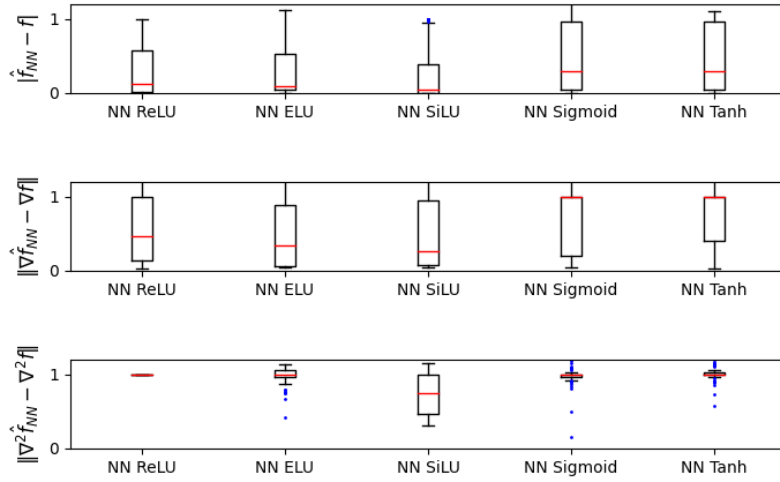 |f̂_NN − f|
1
0
NN ReLU NN ELU NN SiLU NN Sigmoid NN Tanh
‖∇f̂_NN − ∇f‖
1
0
NN ReLU NN ELU NN SiLU NN Sigmoid NN Tanh
‖∇²f̂_NN − ∇²f‖
1
0
NN ReLU NN ELU NN SiLU NN Sigmoid NN Tanh